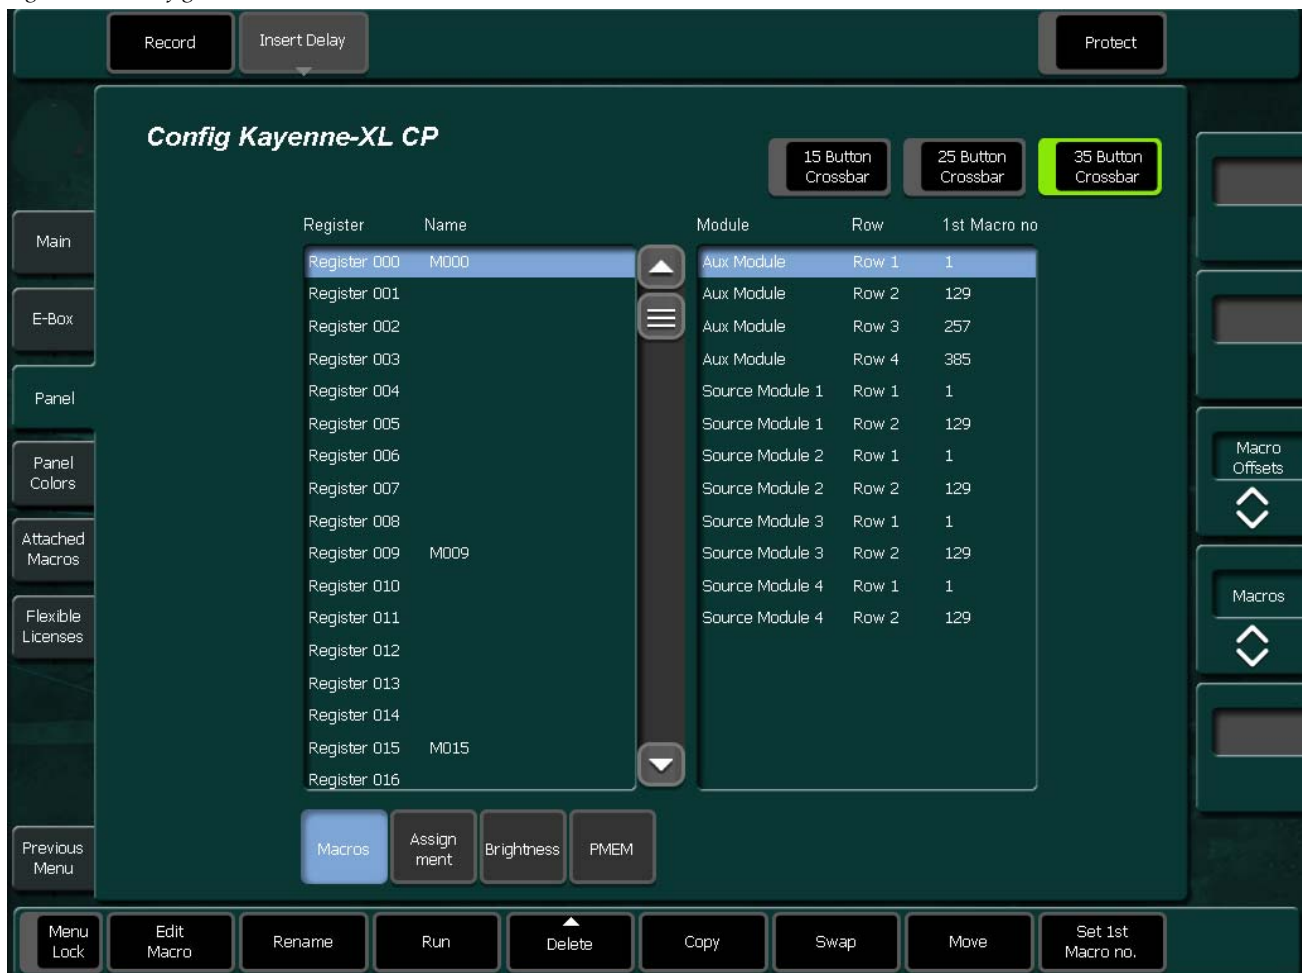 Record
Insert Delay
Protect
Config Kayenne-XL CP
15 Button
Crossbar
25 Button
Crossbar
35 Button
Crossbar
Main
E-Box
Panel
Panel
Colors
Attached
Macros
Flexible
Licenses
Previous
Menu
Register Name
Register 000 M000
Register 001
Register 002
Register 003
Register 004
Register 005
Register 006
Register 007
Register 008
Register 009 M009
Register 010
Register 011
Register 012
Register 013
Register 014
Register 015 M015
Register 016
Module Row 1st Macro no
Aux Module Row 1 1
Aux Module Row 2 129
Aux Module Row 3 257
Aux Module Row 4 385
Source Module 1 Row 1 1
Source Module 1 Row 2 129
Source Module 2 Row 1 1
Source Module 2 Row 2 129
Source Module 3 Row 1 1
Source Module 3 Row 2 129
Source Module 4 Row 1 1
Source Module 4 Row 2 129
Macro
Offsets
Macros
Macros
Assign
ment
Brightness
PMEM
Menu
Lock
Edit
Macro
Rename
Run
Delete
Copy
Swap
Move
Set 1st
Macro no.